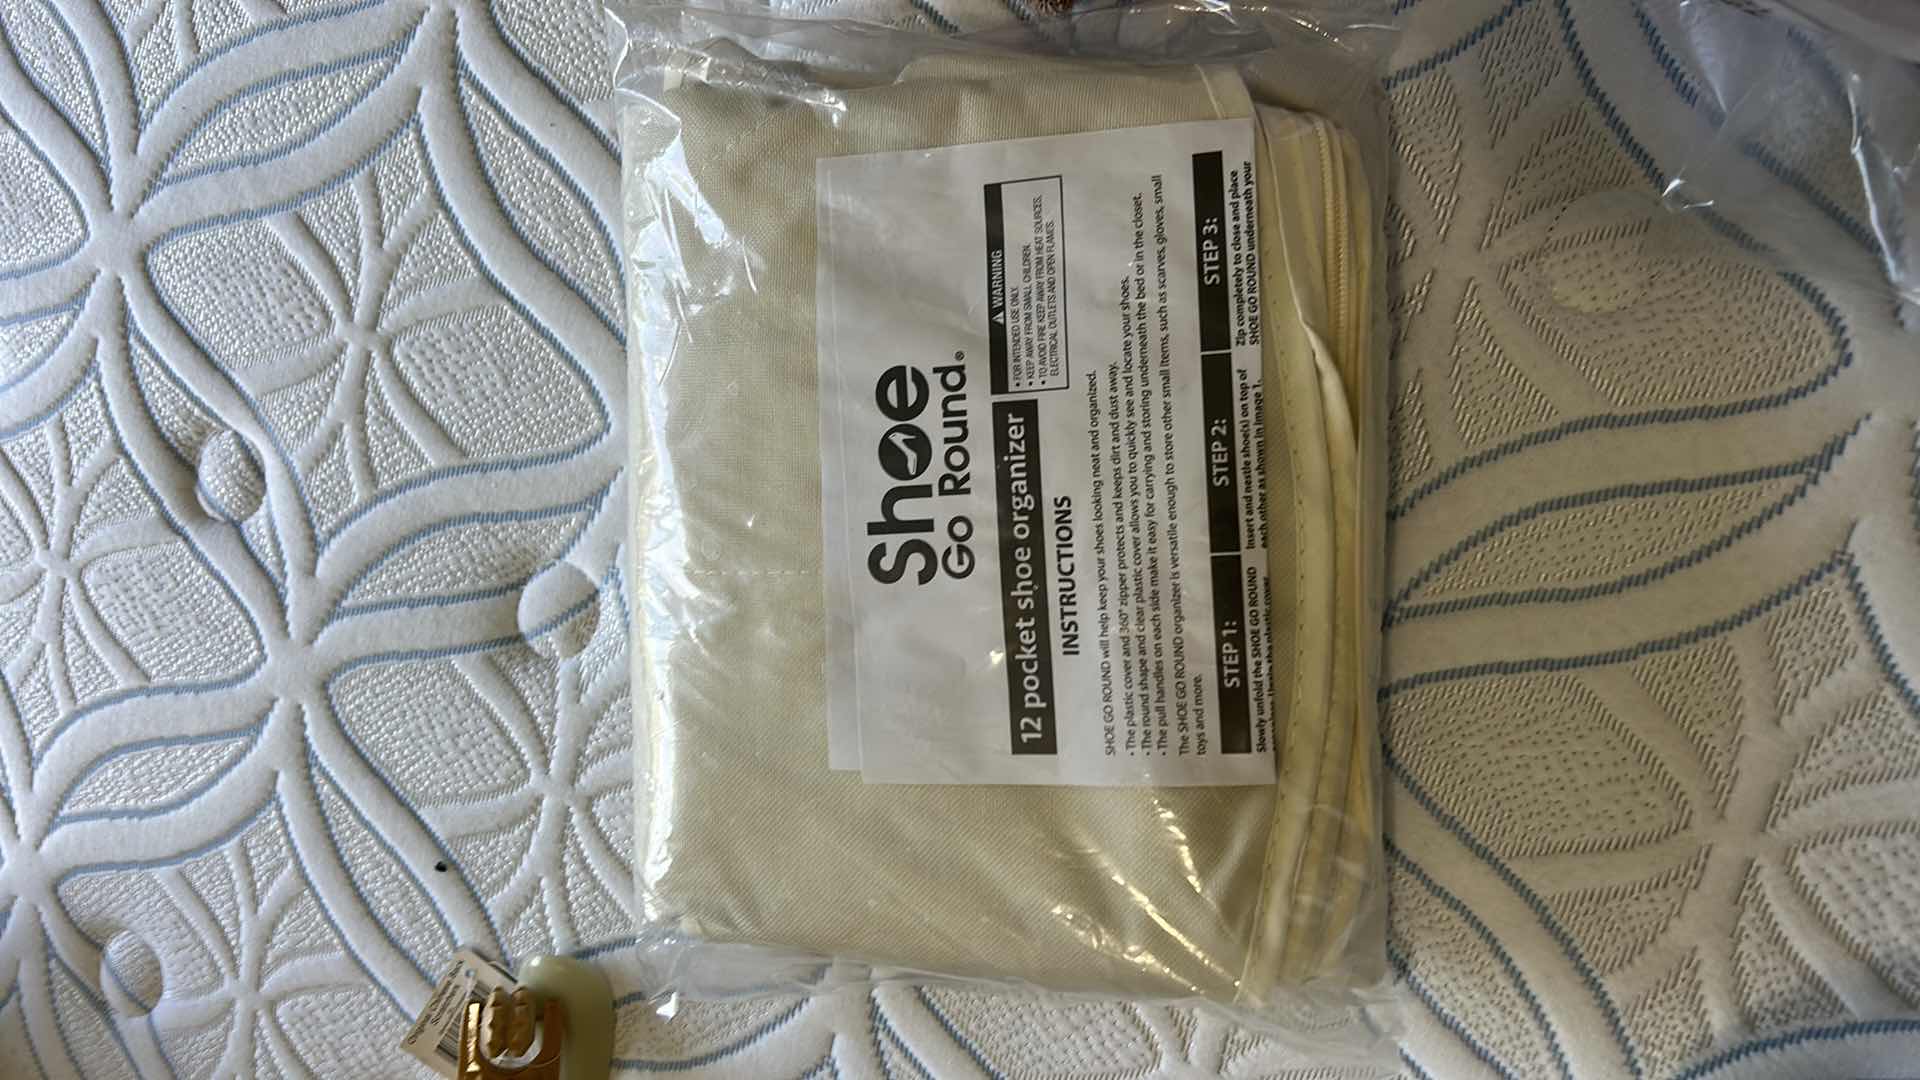 Shoe
Go Round®
12 pocket shoe organizer
⚠ WARNING
• FOR INTENDED USE ONLY.
• KEEP AWAY FROM SMALL CHILDREN.
• TO AVOID FIRE KEEP AWAY FROM HEAT SOURCES,
ELECTRICAL OUTLETS AND OPEN FLAMES.
INSTRUCTIONS
SHOE GO ROUND will help keep your shoes looking neat and organized.
• The plastic cover and 360° zipper protects and keeps dirt and dust away.
• The round shape and clear plastic cover allows you to quickly see and locate your shoes.
• The pull handles on each side make it easy for carrying and storing underneath the bed or in the closet.
The SHOE GO ROUND organizer is versatile enough to store other small items, such as scarves, gloves, small
toys and more.
STEP 1:
Slowly unfold the SHOE GO ROUND
the plastic cover
STEP 2:
Insert and nestle shoe(s) on top of
each other as shown in image 1.
STEP 3:
Zip completely to close and place
SHOE GO ROUND underneath your